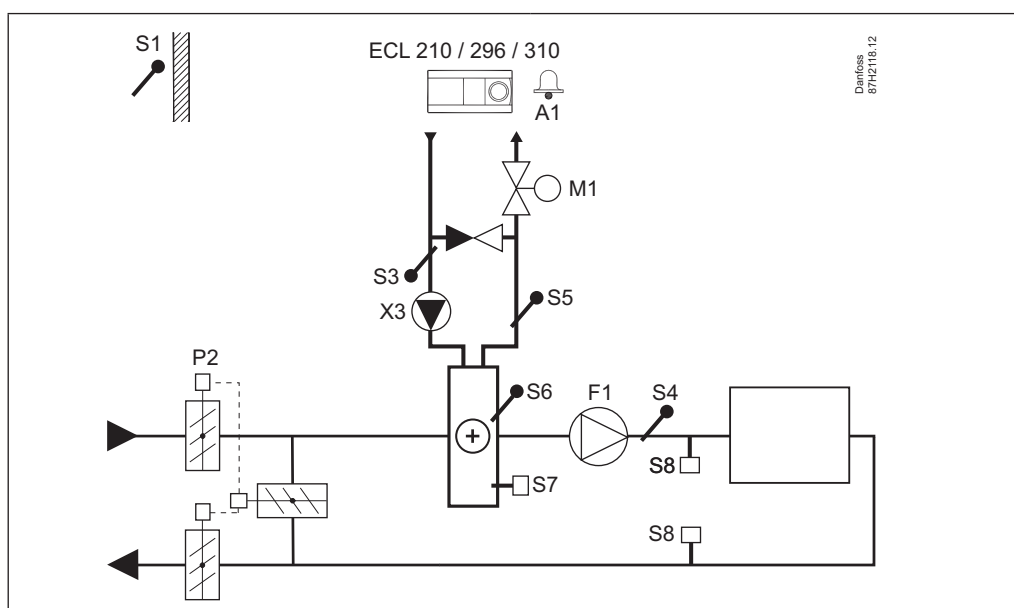 S1
ECL 210 / 296 / 310
A1
Danfoss
87H2118.12
M1
S3
S5
X3
P2
S6
F1
S4
S8
S7
S8